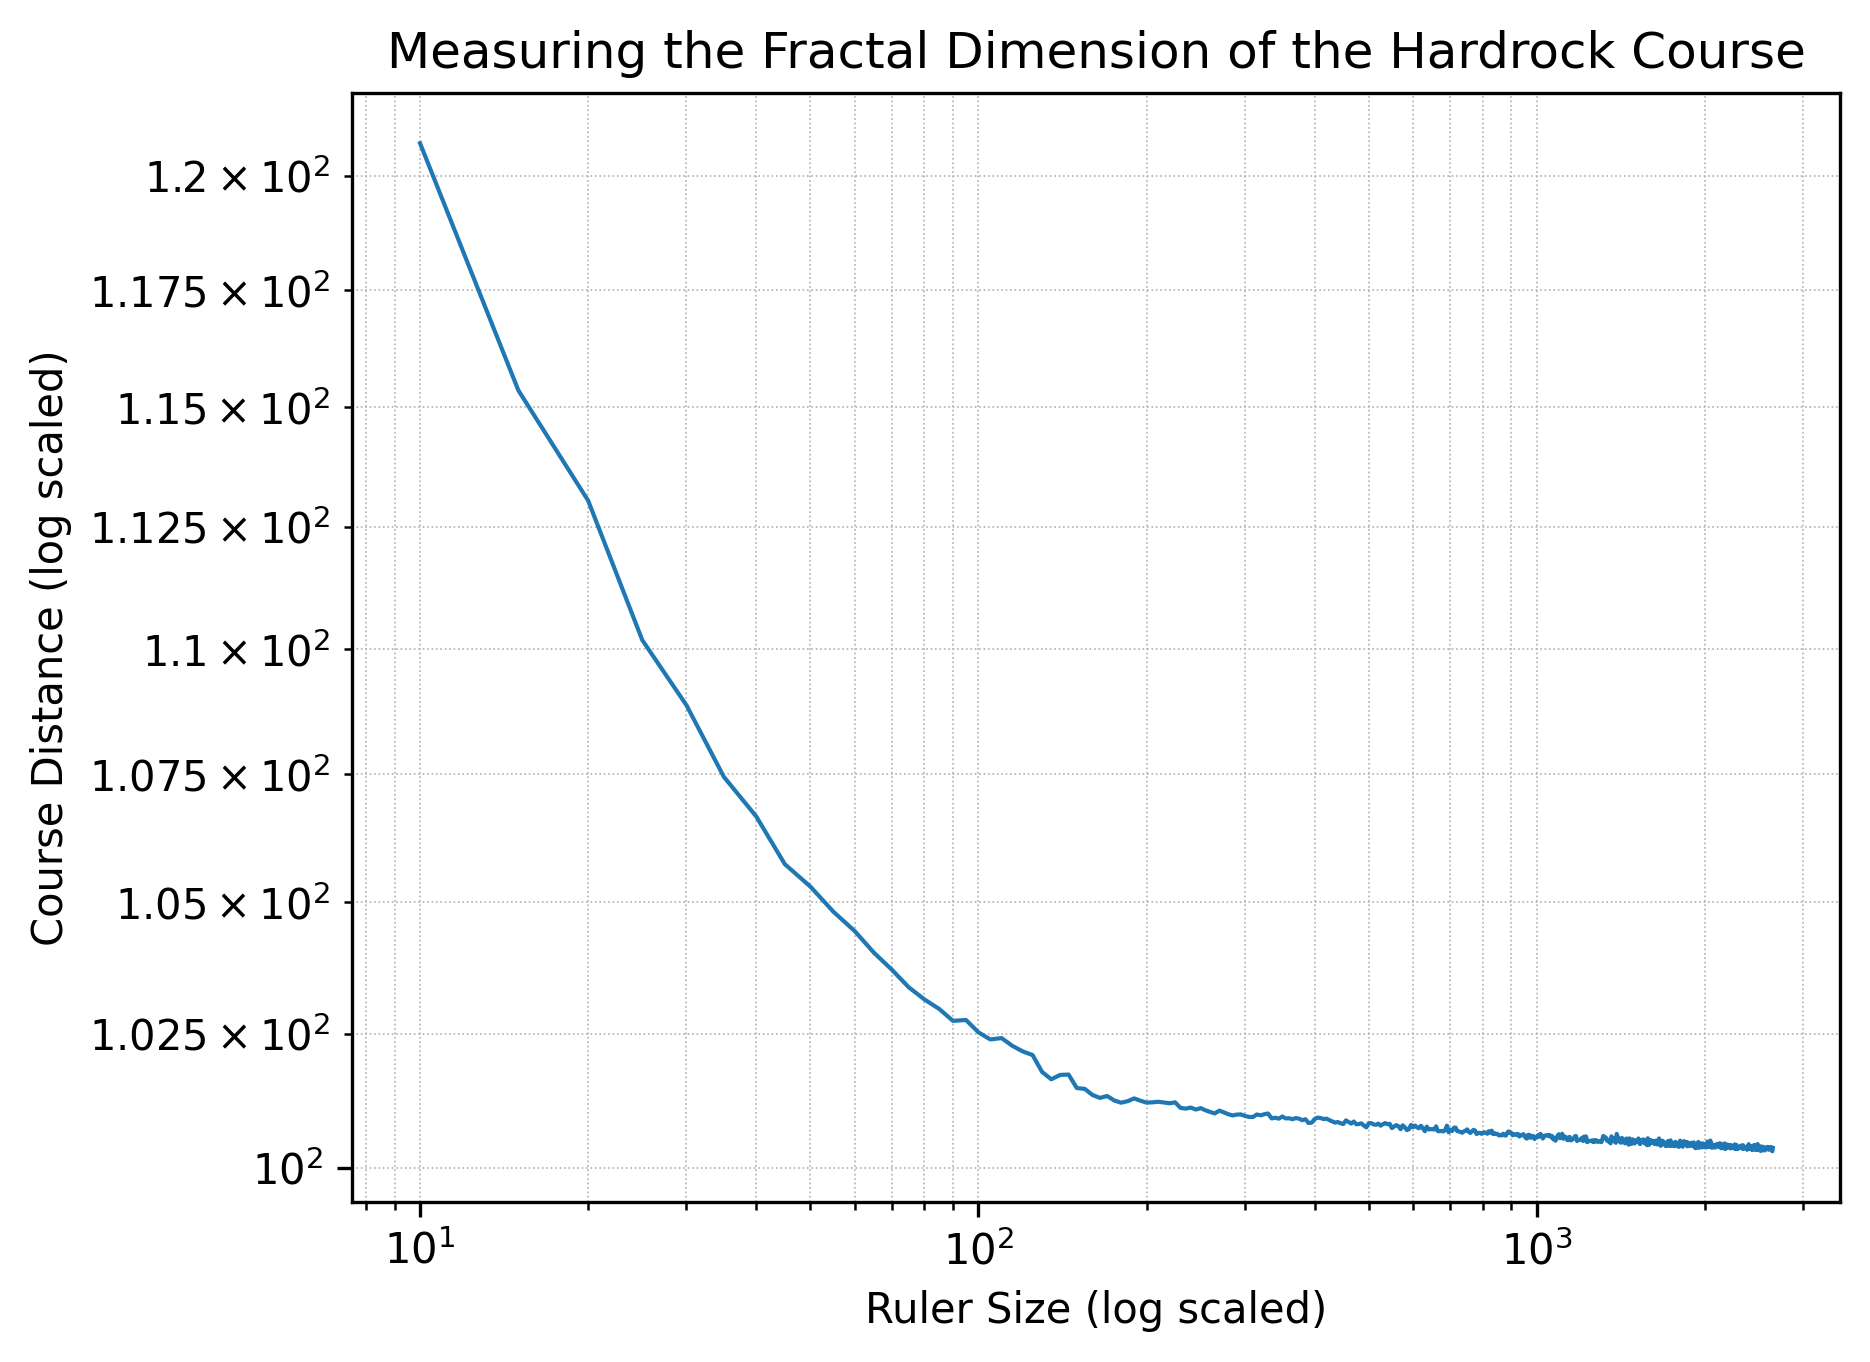 Measuring the Fractal Dimension of the Hardrock Course
1.2 × 10²
1.175 × 10²
1.15 × 10²
1.125 × 10²
1.1 × 10²
1.075 × 10²
1.05 × 10²
1.025 × 10²
10²
Course Distance (log scaled)
10¹ 10² 10³
Ruler Size (log scaled)